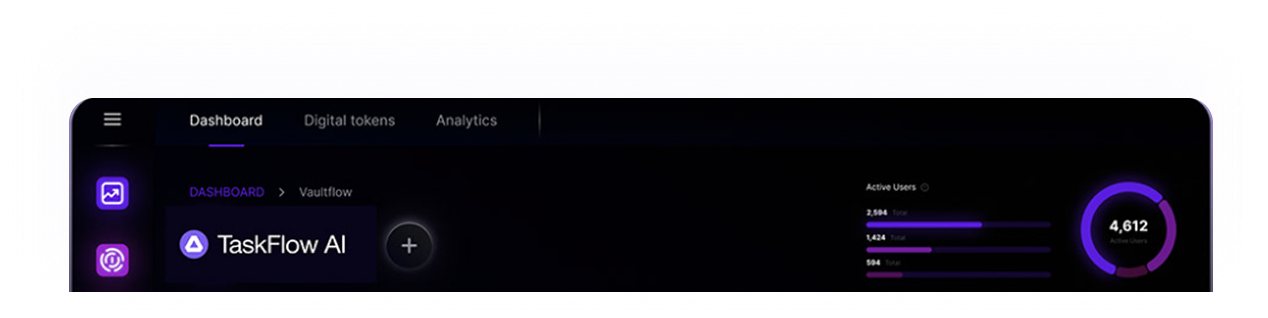 Dashboard Digital tokens Analytics
DASHBOARD > Vaultflow
TaskFlow AI
Active Users
2,594 Total
1,424 Total
594 Total
4,612
Active Users